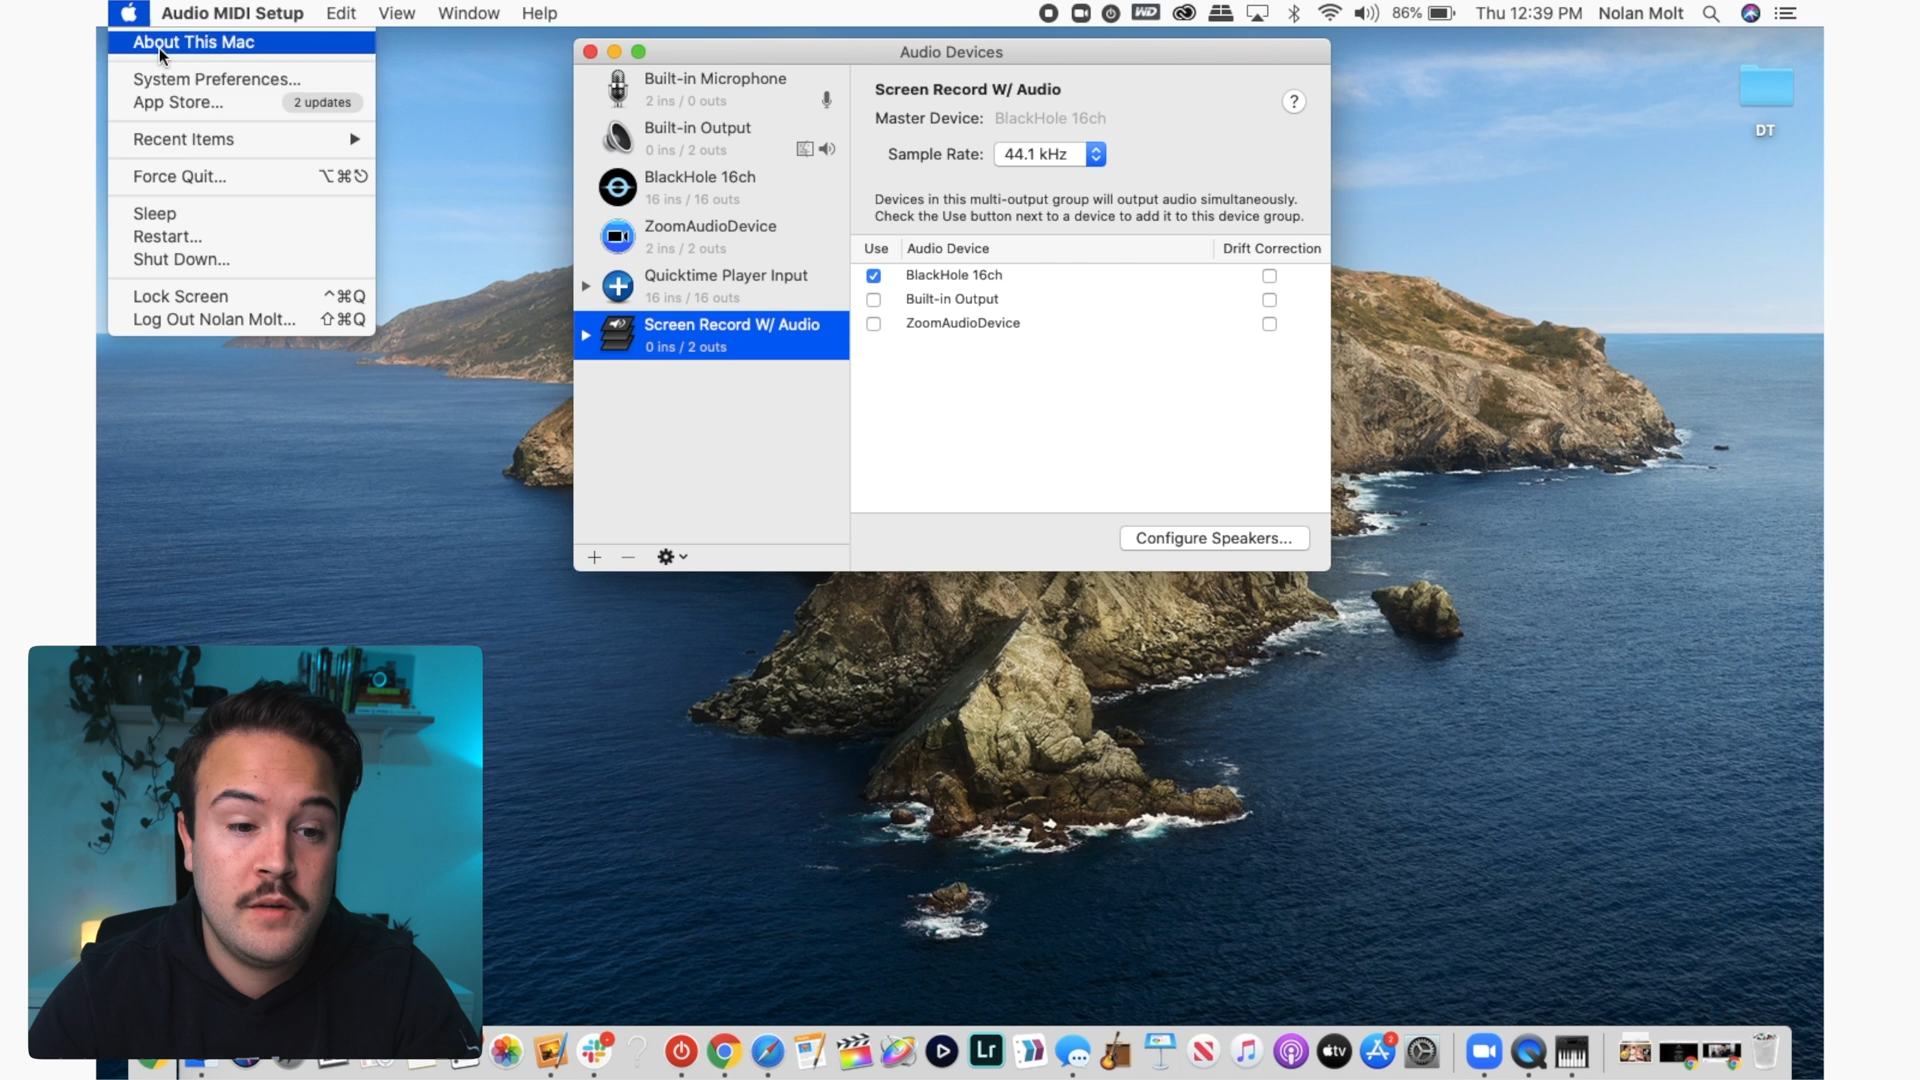 Audio MIDI Setup Edit View Window Help
WD 86% Thu 12:39 PM Nolan Molt
About This Mac
System Preferences...
App Store... 2 updates
Recent Items
Force Quit... ⌥⌘⎋
Sleep
Restart...
Shut Down...
Lock Screen ^⌘Q
Log Out Nolan Molt... ⇧⌘Q
Audio Devices
Built-in Microphone
2 ins / 0 outs
Built-in Output
0 ins / 2 outs
BlackHole 16ch
16 ins / 16 outs
ZoomAudioDevice
2 ins / 2 outs
Quicktime Player Input
16 ins / 16 outs
Screen Record W/ Audio
0 ins / 2 outs
Screen Record W/ Audio
?
Master Device: BlackHole 16ch
Sample Rate: 44.1 kHz
Devices in this multi-output group will output audio simultaneously.
Check the Use button next to a device to add it to this device group.
Use Audio Device Drift Correction
BlackHole 16ch
Built-in Output
ZoomAudioDevice
Configure Speakers...
DT
Lr
tv
2